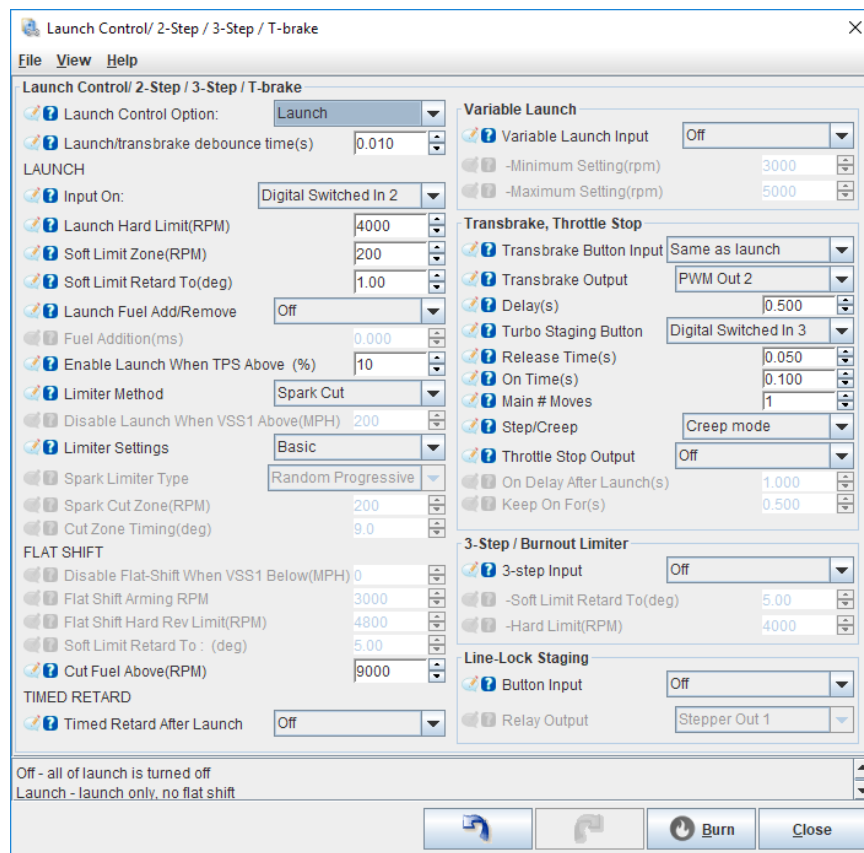 Launch Control/ 2-Step / 3-Step / T-brake
File View Help
Launch Control/ 2-Step / 3-Step / T-brake
Launch Control Option: Launch
Launch/transbrake debounce time(s) 0.010
LAUNCH
Input On: Digital Switched In 2
Launch Hard Limit(RPM) 4000
Soft Limit Zone(RPM) 200
Soft Limit Retard To(deg) 1.00
Launch Fuel Add/Remove Off
Fuel Addition(ms) 0.000
Enable Launch When TPS Above (%) 10
Limiter Method Spark Cut
Disable Launch When VSS1 Above(MPH) 200
Limiter Settings Basic
Spark Limiter Type Random Progressive
Spark Cut Zone(RPM) 200
Cut Zone Timing(deg) 9.0
FLAT SHIFT
Disable Flat-Shift When VSS1 Below(MPH) 0
Flat Shift Arming RPM 3000
Flat Shift Hard Rev Limit(RPM) 4800
Soft Limit Retard To : (deg) 5.00
Cut Fuel Above(RPM) 9000
TIMED RETARD
Timed Retard After Launch Off
Variable Launch
Variable Launch Input Off
-Minimum Setting(rpm) 3000
-Maximum Setting(rpm) 5000
Transbrake, Throttle Stop
Transbrake Button Input Same as launch
Transbrake Output PWM Out 2
Delay(s) 0.500
Turbo Staging Button Digital Switched In 3
Release Time(s) 0.050
On Time(s) 0.100
Main # Moves 1
Step/Creep Creep mode
Throttle Stop Output Off
On Delay After Launch(s) 1.000
Keep On For(s) 0.500
3-Step / Burnout Limiter
3-step Input Off
-Soft Limit Retard To(deg) 5.00
-Hard Limit(RPM) 4000
Line-Lock Staging
Button Input Off
Relay Output Stepper Out 1
Off - all of launch is turned off
Launch - launch only, no flat shift
Burn Close